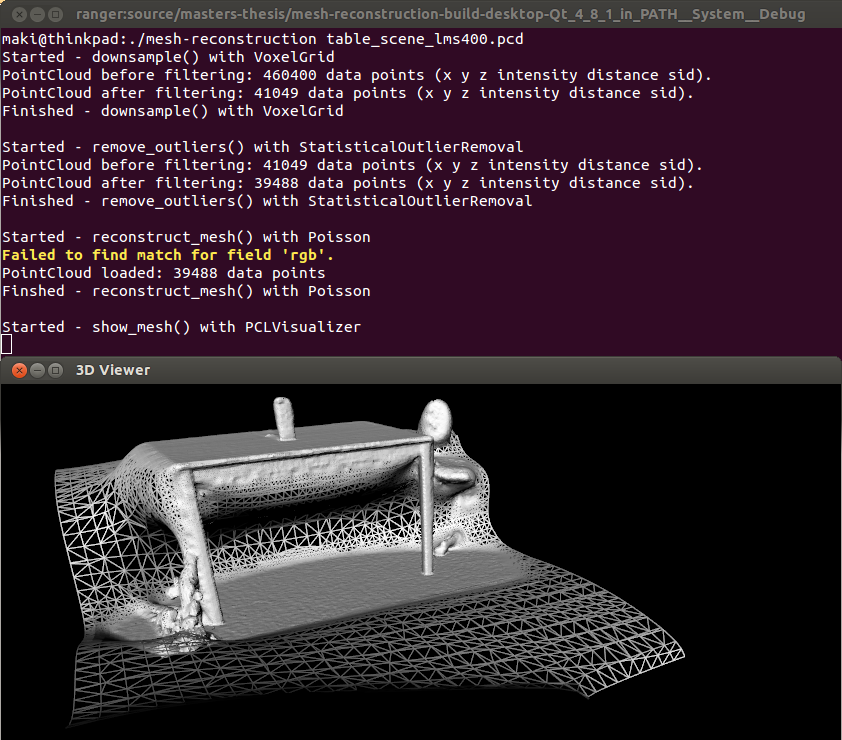 ranger:source/masters-thesis/mesh-reconstruction-build-desktop-Qt_4_8_1_in_PATH__System__Debug
maki@thinkpad:./mesh-reconstruction table_scene_lms400.pcd
Started - downsample() with VoxelGrid
PointCloud before filtering: 460400 data points (x y z intensity distance sid).
PointCloud after filtering: 41049 data points (x y z intensity distance sid).
Finished - downsample() with VoxelGrid
Started - remove_outliers() with StatisticalOutlierRemoval
PointCloud before filtering: 41049 data points (x y z intensity distance sid).
PointCloud after filtering: 39488 data points (x y z intensity distance sid).
Finished - remove_outliers() with StatisticalOutlierRemoval
Started - reconstruct_mesh() with Poisson
Failed to find match for field 'rgb'.
PointCloud loaded: 39488 data points
Finshed - reconstruct_mesh() with Poisson
Started - show_mesh() with PCLVisualizer
3D Viewer